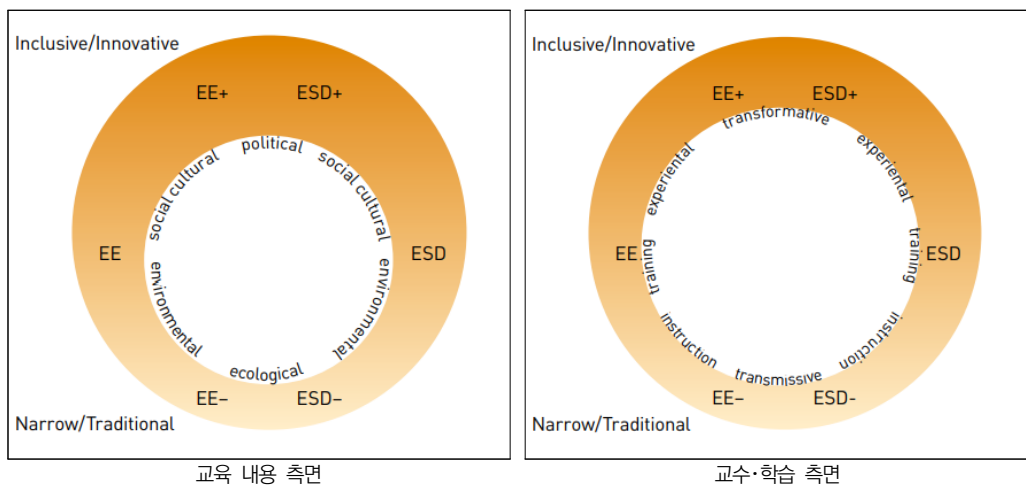 Inclusive/Innovative
EE+ ESD+
political
social cultural social cultural
EE ESD
environmental environmental
ecological
EE– ESD–
Narrow/Traditional
교육 내용 측면
Inclusive/Innovative
EE+ ESD+
transformative
experiental experiental
EE ESD
training training
instruction instruction
transmissive
EE– ESD-
Narrow/Traditional
교수·학습 측면